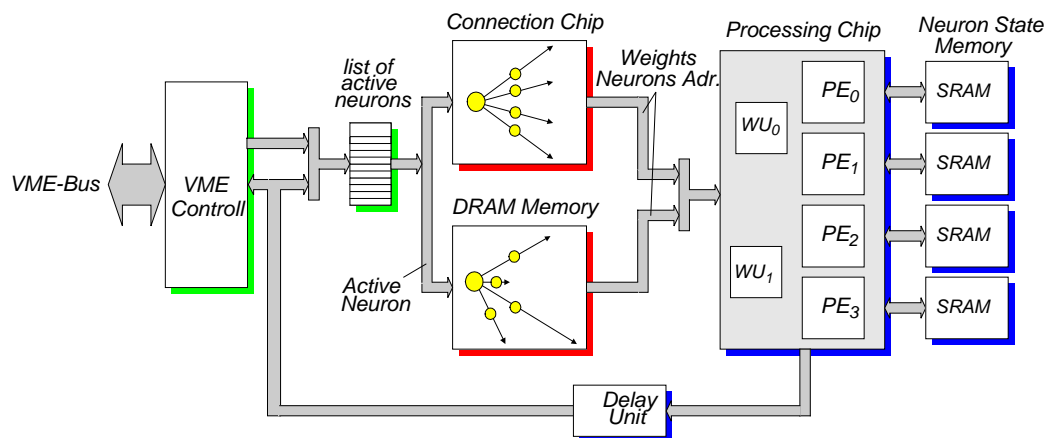 Connection Chip
Processing Chip
Neuron State
Memory
list of
active
neurons
Weights
Neurons Adr.
PE0
SRAM
WU0
VME-Bus
VME
Controll
PE1
SRAM
DRAM Memory
PE2
SRAM
WU1
Active
Neuron
PE3
SRAM
Delay
Unit